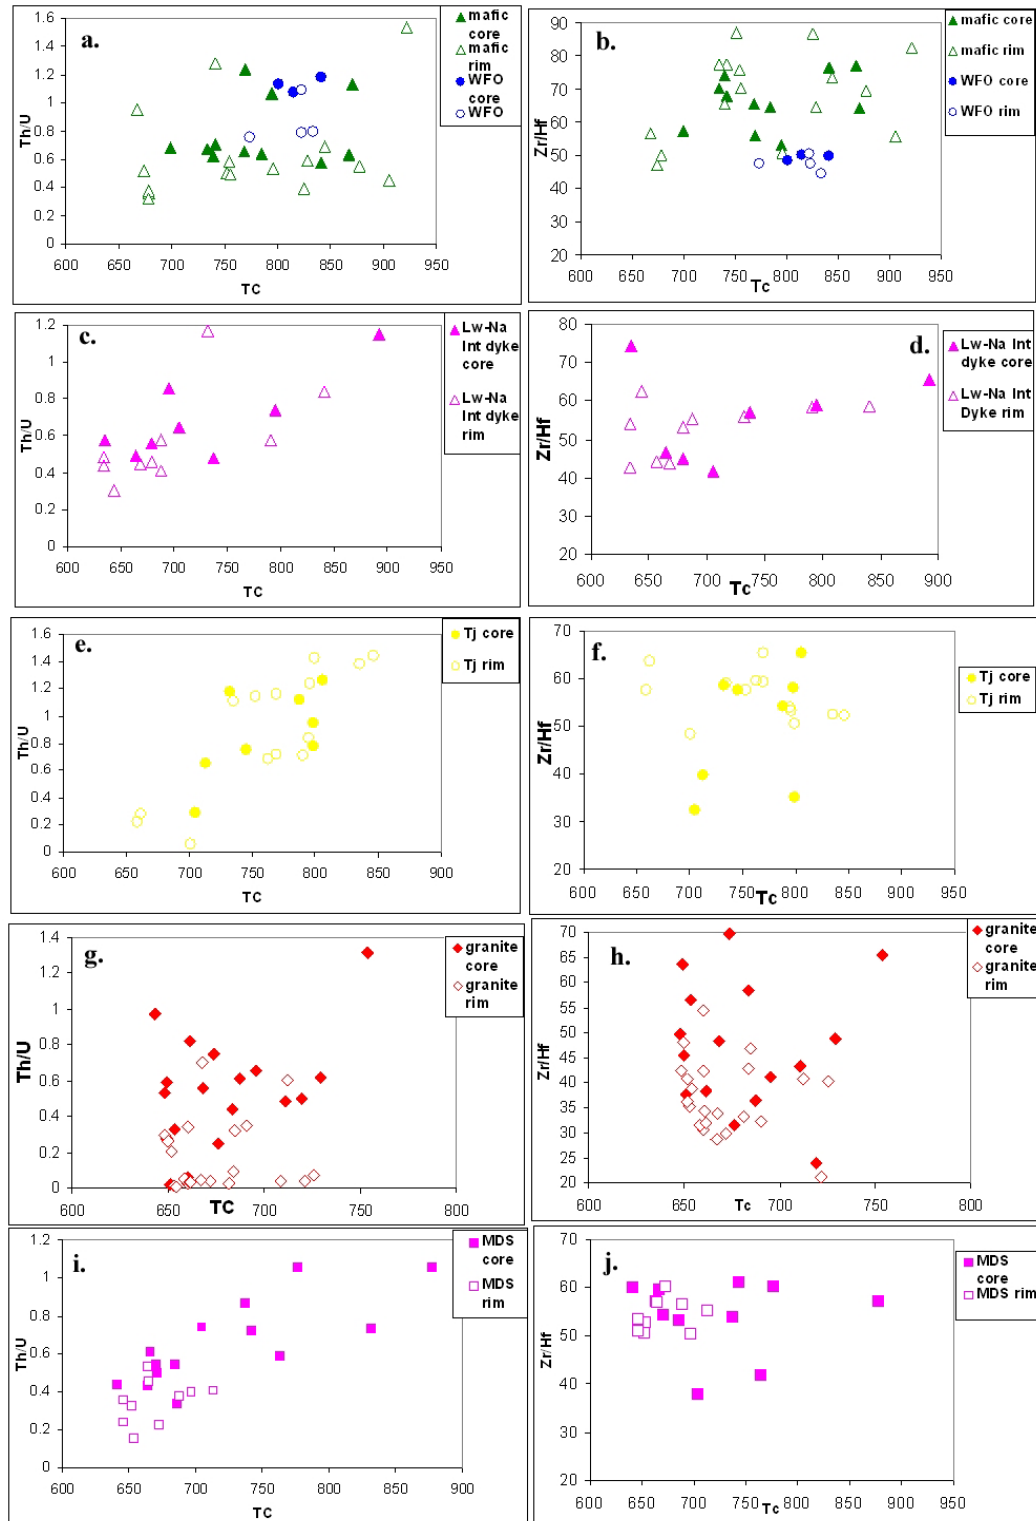 a.
1.6
1.4
1.2
1
0.8
0.6
0.4
0.2
0
Th/U
600 650 700 750 800 850 900 950
TC
mafic
core
mafic
rim
WFO
core
WFO
b.
90
80
70
60
50
40
30
20
Zr/Hf
600 650 700 750 800 850 900 950
Tc
mafic core
mafic rim
WFO core
WFO rim
c.
1.2
1
0.8
0.6
0.4
0.2
0
Th/U
600 650 700 750 800 850 900 950
TC
Lw-Na
Int dyke
core
Lw-Na
Int dyke
rim
d.
80
70
60
50
40
30
20
Zr/Hf
600 650 700 750 800 850 900
Tc
Lw-Na Int
dyke core
Lw-Na Int
Dyke rim
e.
1.6
1.4
1.2
1
0.8
0.6
0.4
0.2
0
Th/U
600 650 700 750 800 850 900
TC
Tj core
Tj rim
f.
70
60
50
40
30
20
Zr/Hf
600 650 700 750 800 850 900 950
Tc
Tj core
Tj rim
g.
1.4
1.2
1
0.8
0.6
0.4
0.2
0
Th/U
600 650 700 750 800
TC
granite
core
granite
rim
h.
70
65
60
55
50
45
40
35
30
25
20
Zr/Hf
600 650 700 750 800
Tc
granite
core
granite
rim
i.
1.2
1
0.8
0.6
0.4
0.2
0
Th/U
600 650 700 750 800 850 900
TC
MDS
core
MDS
rim
j.
70
60
50
40
30
20
Zr/Hf
600 650 700 750 800 850 900 950
Tc
MDS
core
MDS rim